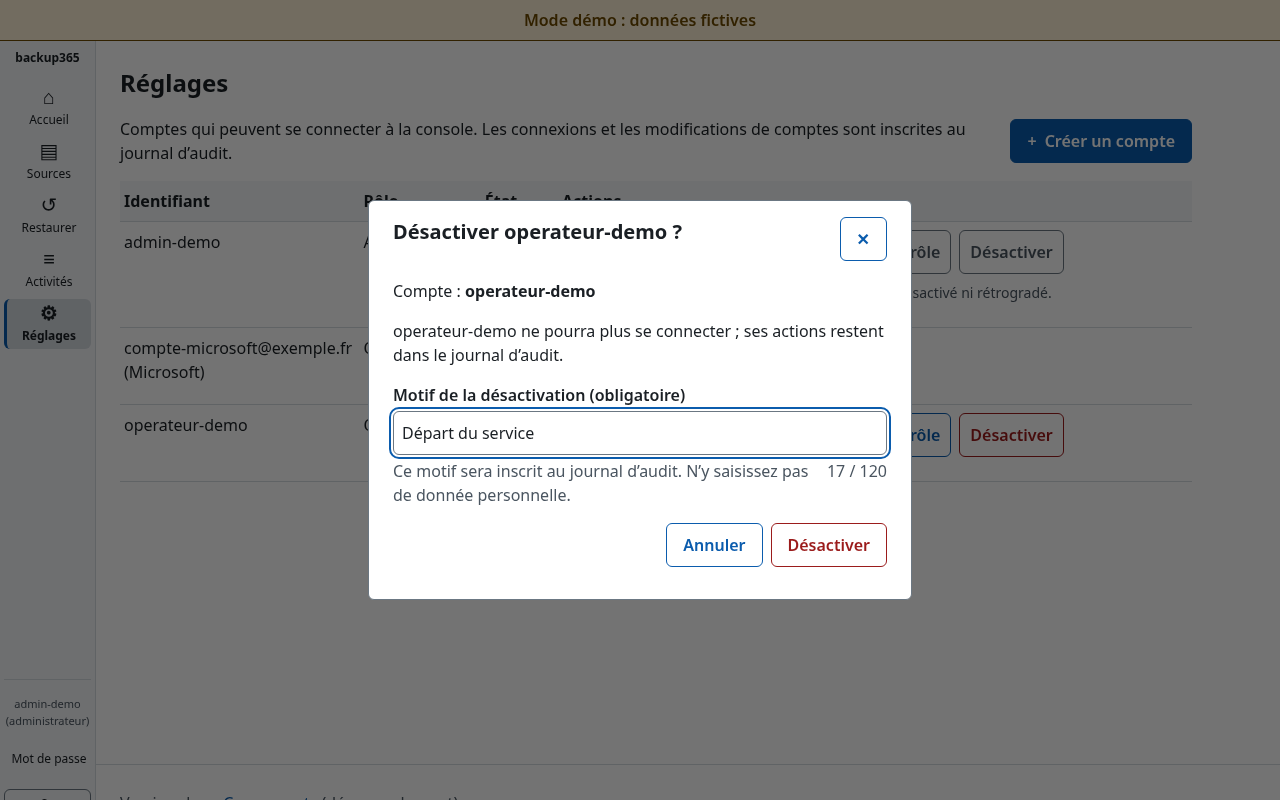 Mode démo : données fictives
backup365
Accueil
Sources
Restaurer
Activités
Réglages
admin-demo
(administrateur)
Mot de passe
Réglages
Comptes qui peuvent se connecter à la console. Les connexions et les modifications de comptes sont inscrites au
journal d’audit.
+ Créer un compte
Identifiant Rôle État Actions
admin-demo
rôle
Désactiver
sactivé ni rétrogradé.
compte-microsoft@exemple.fr
(Microsoft)
operateur-demo
rôle
Désactiver
Désactiver operateur-demo ?
×
Compte : operateur-demo
operateur-demo ne pourra plus se connecter ; ses actions restent
dans le journal d’audit.
Motif de la désactivation (obligatoire)
Départ du service
Ce motif sera inscrit au journal d’audit. N’y saisissez pas 17 / 120
de donnée personnelle.
Annuler
Désactiver